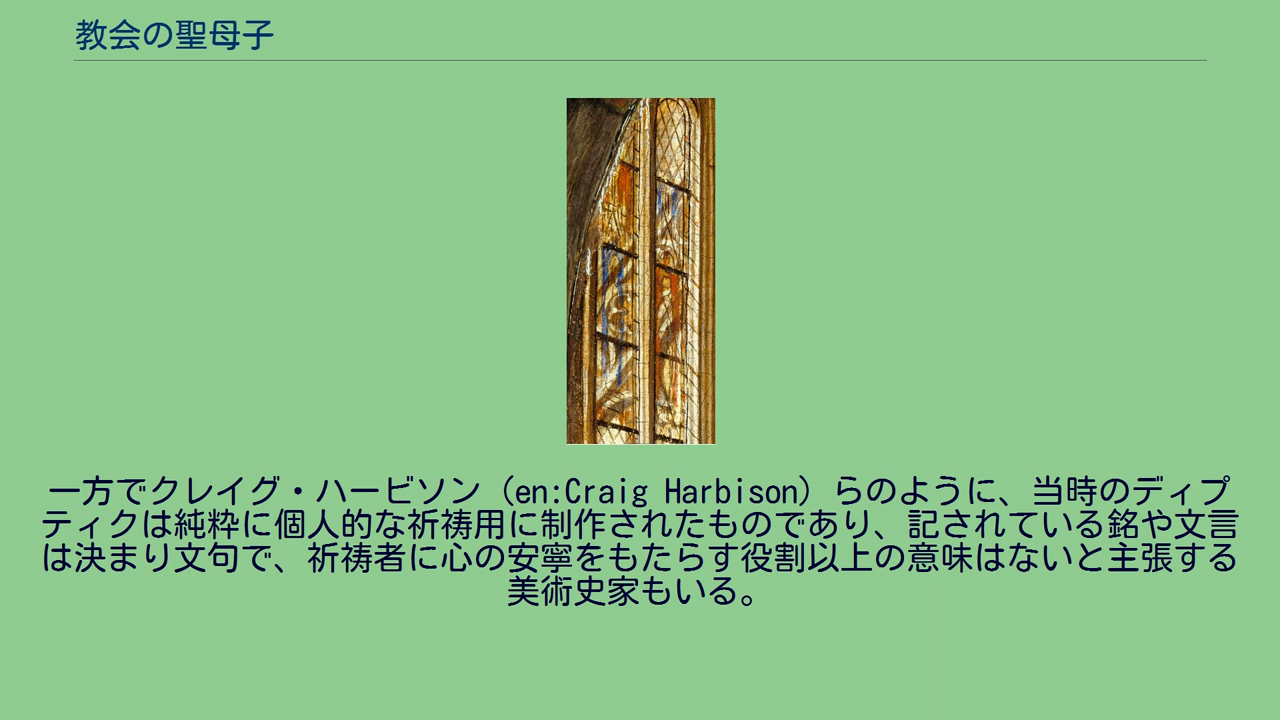 教会の聖母子
一方でクレイグ・ハービソン（en:Craig Harbison）らのように、当時のディプ
ティクは純粋に個人的な祈祷用に制作されたものであり、記されている銘や文言
は決まり文句で、祈祷者に心の安寧をもたらす役割以上の意味はないと主張する
美術史家もいる。